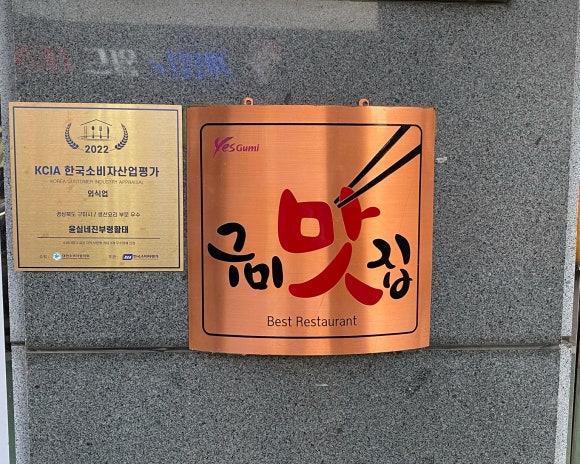 2022
KCIA 한국소비자산업평가
KOREA CUSTOMER INDUSTRY APPRAISAL
외식업
경상북도 구미시 / 생선요리 부문 우수
윤심네진부령황태
Yes Gumi
구미 맛집
Best Restaurant